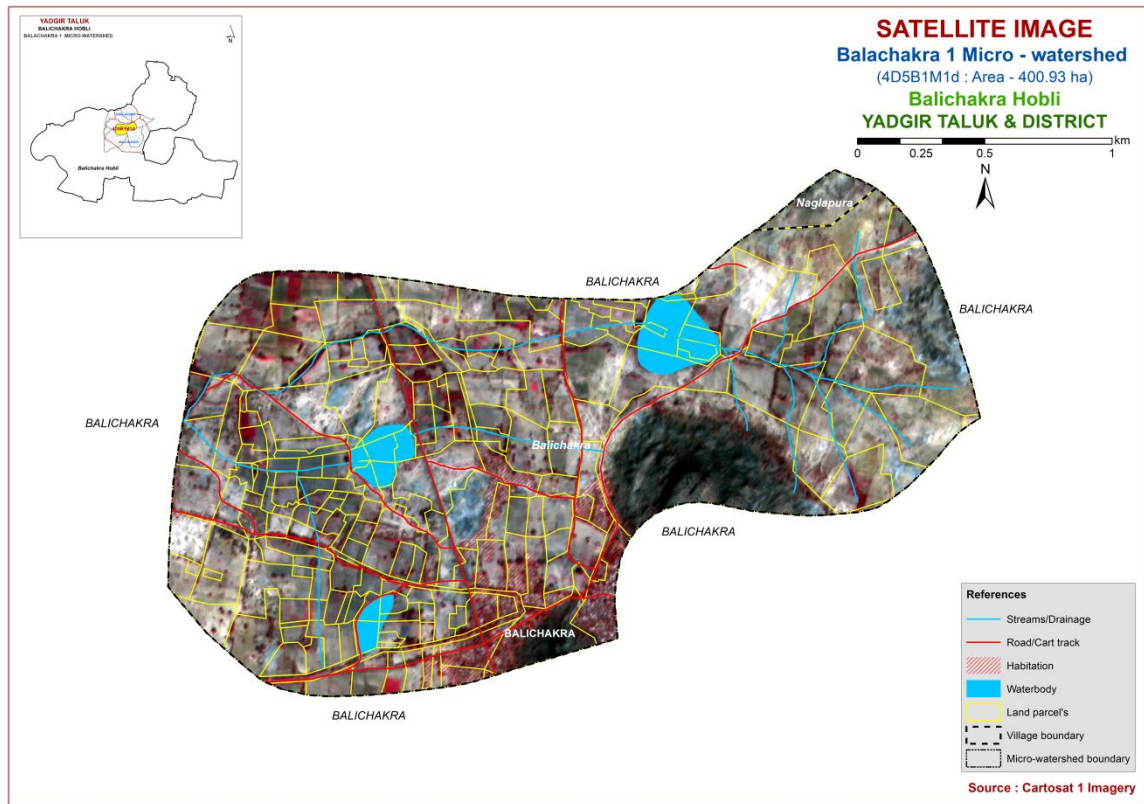 YADGIR TALUK
BALICHAKRA HOBLI
BALACHAKRA 1 MICRO-WATERSHED
N
Balichakra Hobli
SATELLITE IMAGE
Balachakra 1 Micro - watershed
(4D5B1M1d : Area - 400.93 ha)
Balichakra Hobli
YADGIR TALUK & DISTRICT
km
0 0.25 0.5 1
N
Naglapura
BALICHAKRA
BALICHAKRA
BALICHAKRA
Balichakra
BALICHAKRA
BALICHAKRA
BALICHAKRA
References
Streams/Drainage
Road/Cart track
Habitation
Waterbody
Land parcel's
Village boundary
Micro-watershed boundary
Source : Cartosat 1 Imagery